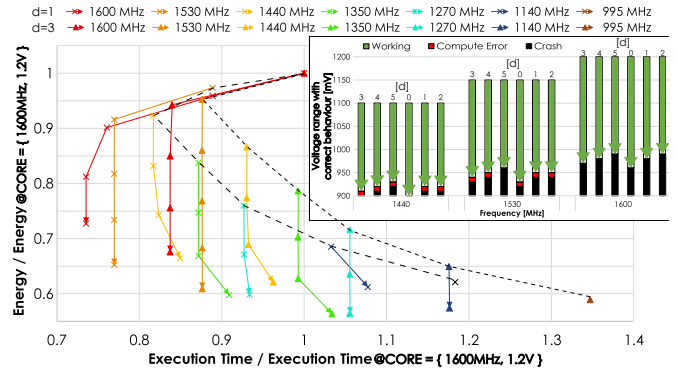 d=1 1600 MHz 1530 MHz 1440 MHz 1350 MHz 1270 MHz 1140 MHz 995 MHz
d=3 1600 MHz 1530 MHz 1440 MHz 1350 MHz 1270 MHz 1140 MHz 995 MHz
Energy / Energy @CORE = { 1600MHz, 1.2V }
1
0.9
0.8
0.7
0.6
0.7 0.8 0.9 1 1.1 1.2 1.3 1.4
Execution Time / Execution Time@CORE = { 1600MHz, 1.2V }
Working Compute Error Crash
Voltage range with
correct behaviour [mV]
1200
1150
1100
1050
1000
950
900
[d]
3 4 5 0 1 2
[d]
3 4 5 0 1 2
[d]
3 4 5 0 1 2
1440 1530 1600
Frequency [MHz]